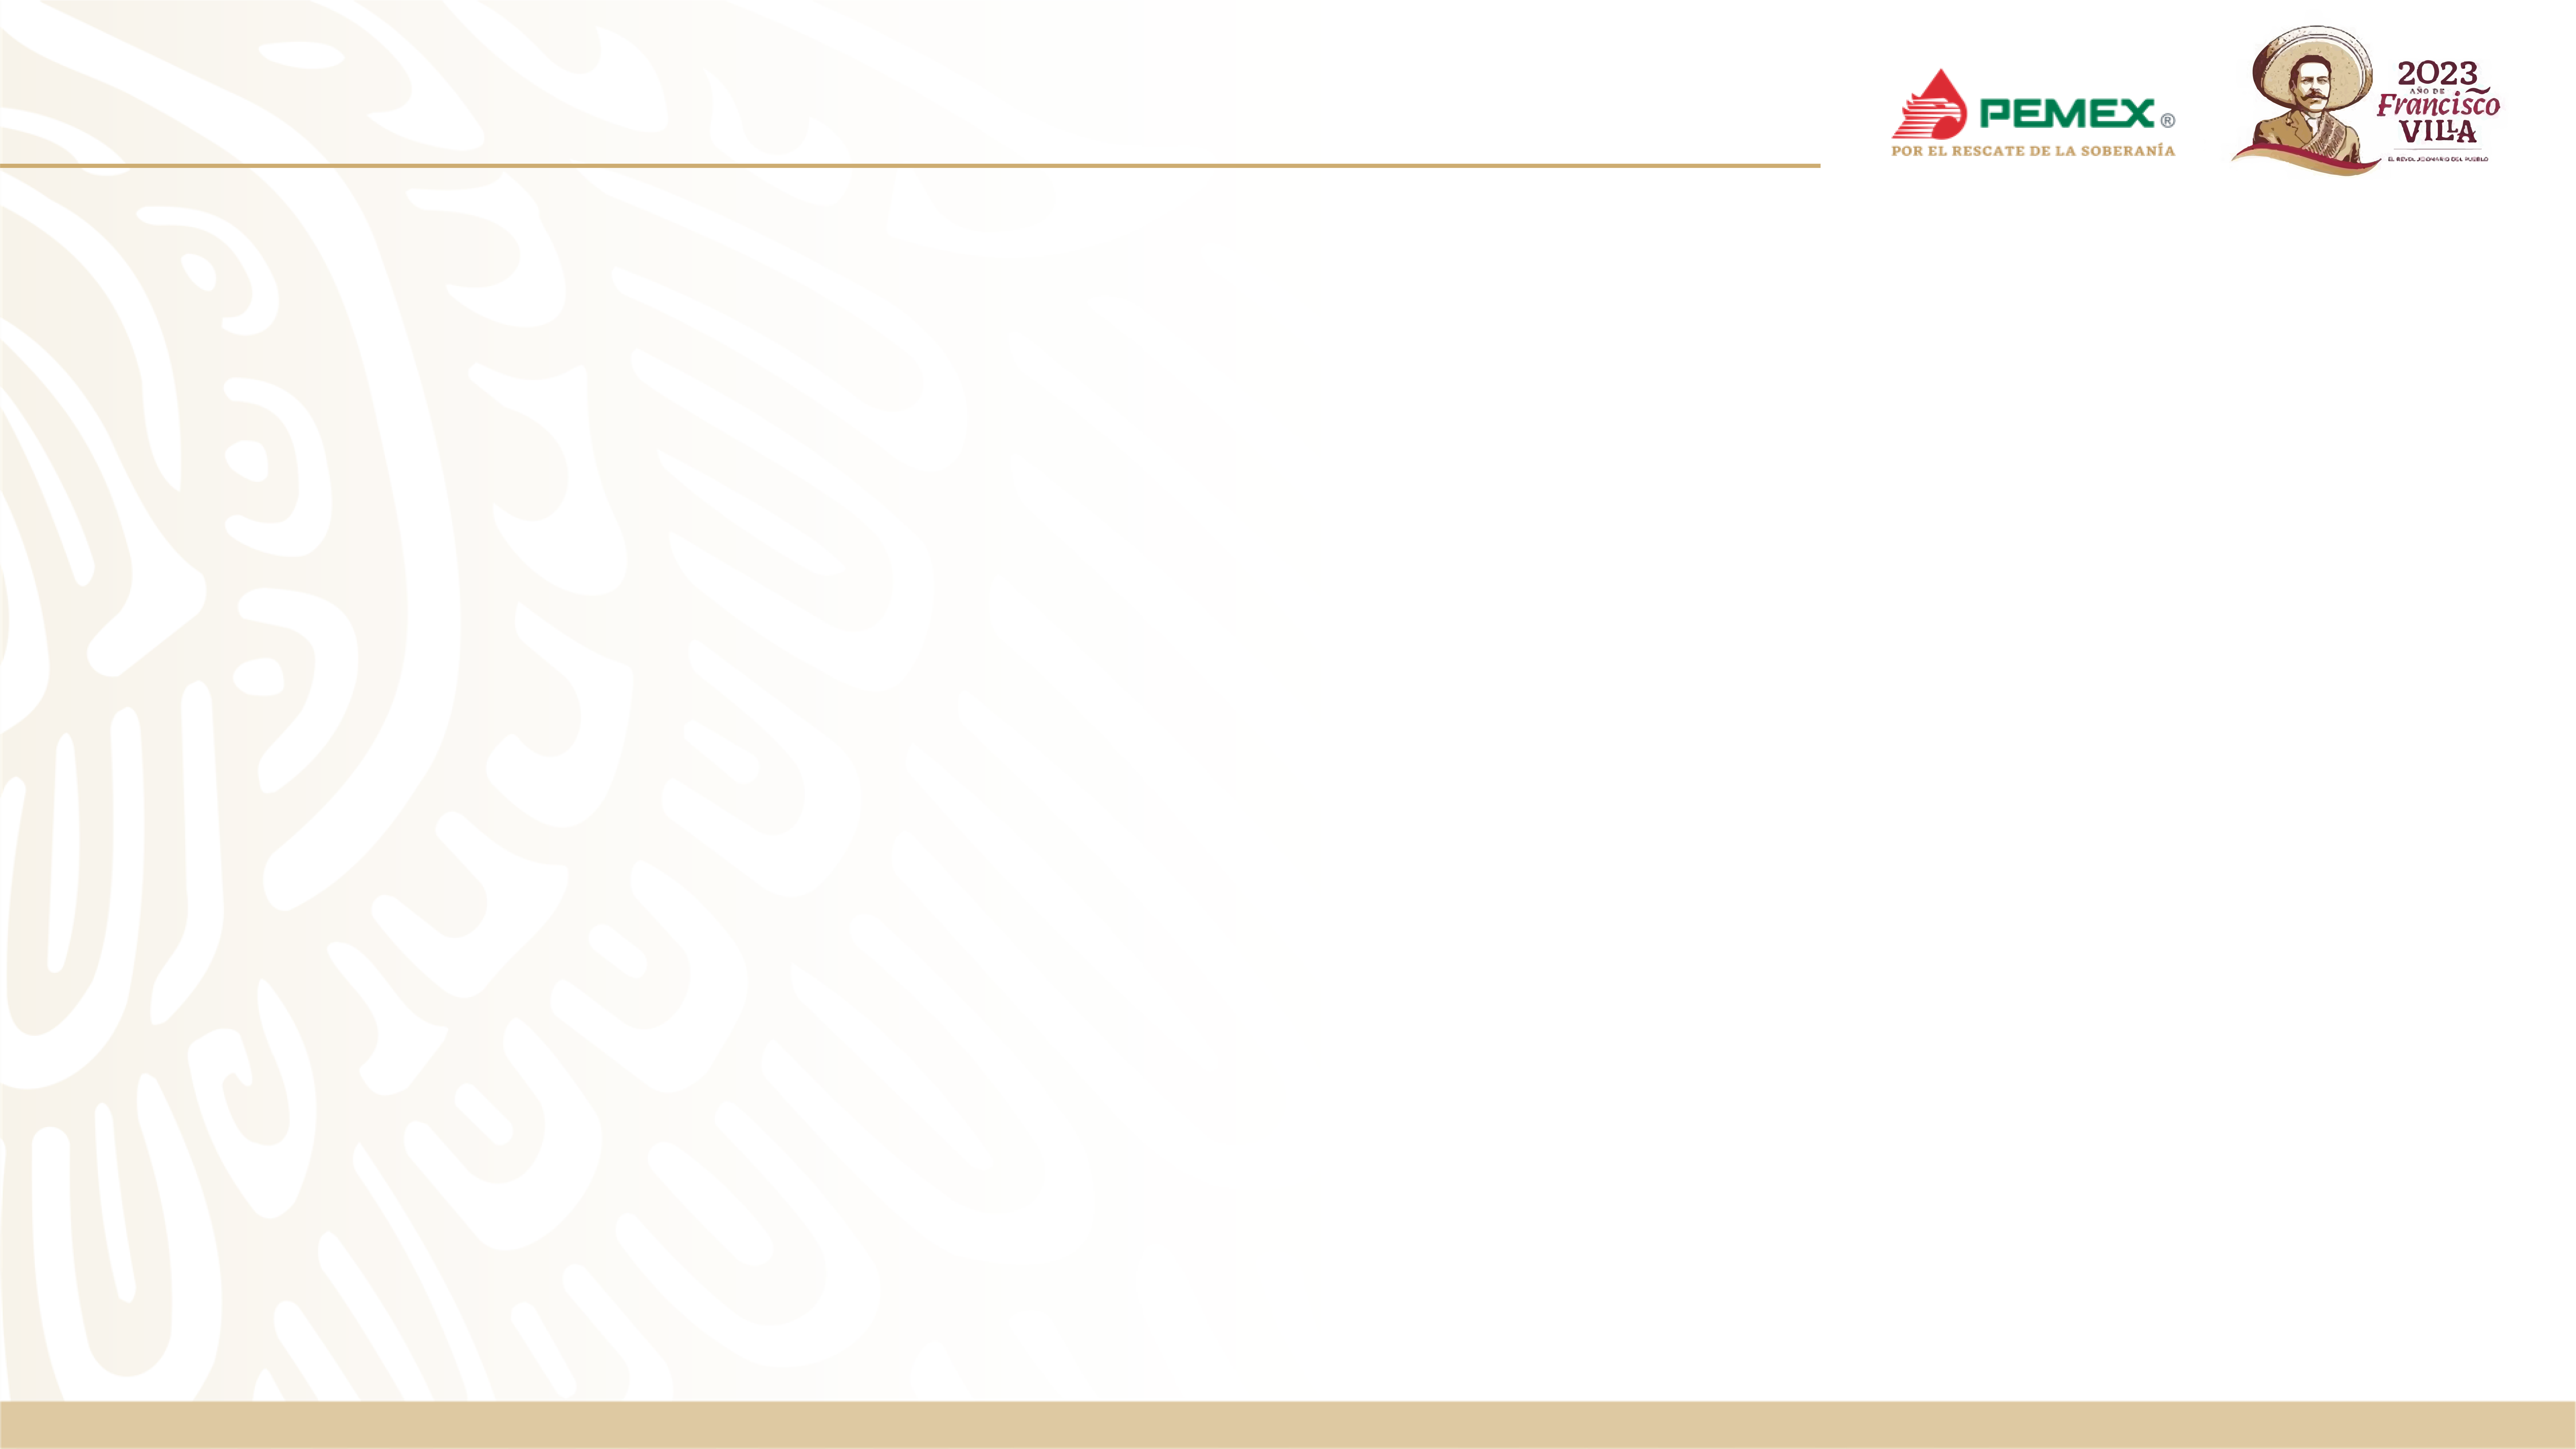 PEMEX®
POR EL RESCATE DE LA SOBERANÍA
2023
AÑO DE
Francisco
VILLA
EL REVOLUCIONARIO DEL PUEBLO